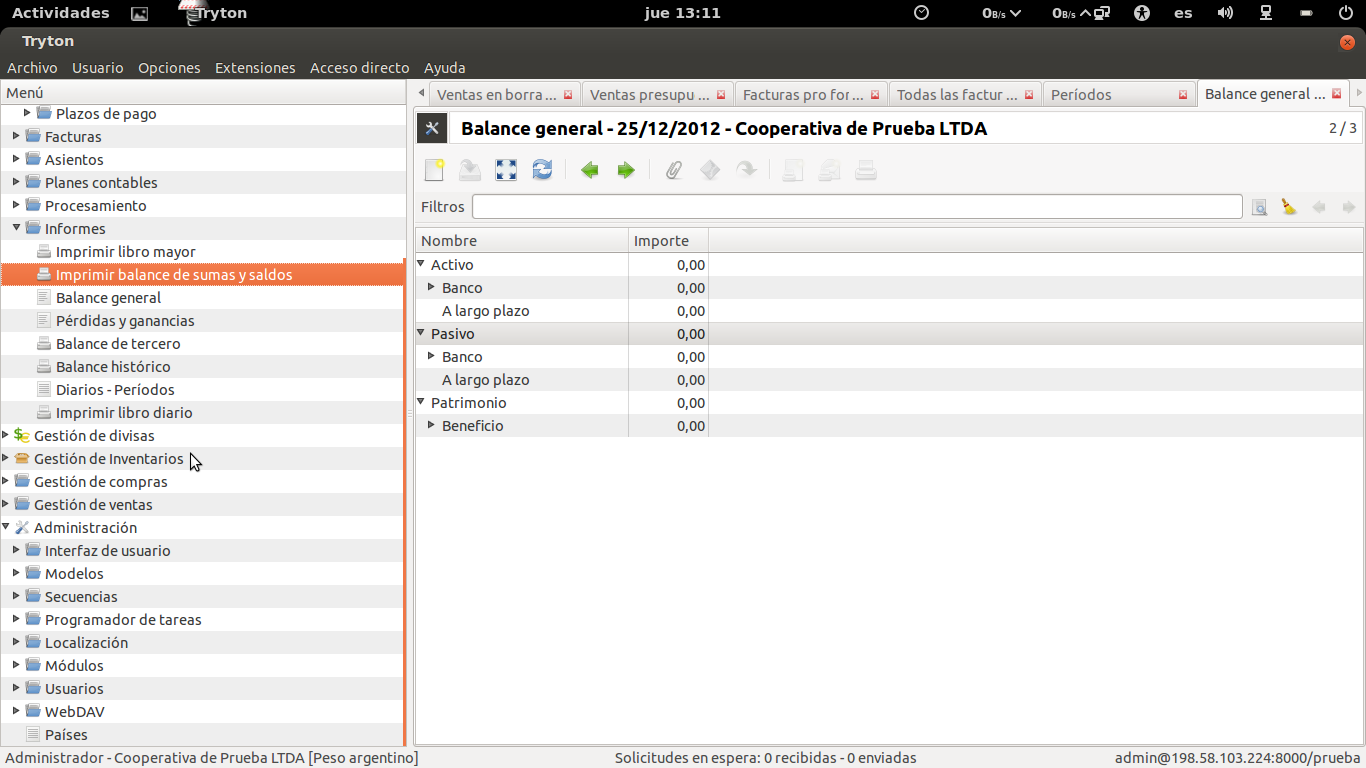 Actividades Tryton jue 13:11 0B/s 0B/s es
Tryton
Archivo Usuario Opciones Extensiones Acceso directo Ayuda
Menú
Plazos de pago
Facturas
Asientos
Planes contables
Procesamiento
Informes
Imprimir libro mayor
Imprimir balance de sumas y saldos
Balance general
Pérdidas y ganancias
Balance de tercero
Balance histórico
Diarios - Períodos
Imprimir libro diario
Gestión de divisas
Gestión de Inventarios
Gestión de compras
Gestión de ventas
Administración
Interfaz de usuario
Modelos
Secuencias
Programador de tareas
Localización
Módulos
Usuarios
WebDAV
Países
Ventas en borra ... Ventas presupu ... Facturas pro for ... Todas las factur ... Períodos Balance general ...
Balance general - 25/12/2012 - Cooperativa de Prueba LTDA 2 / 3
Filtros
Nombre Importe
Activo 0,00
Banco 0,00
A largo plazo 0,00
Pasivo 0,00
Banco 0,00
A largo plazo 0,00
Patrimonio 0,00
Beneficio 0,00
Administrador - Cooperativa de Prueba LTDA [Peso argentino] Solicitudes en espera: 0 recibidas - 0 enviadas admin@198.58.103.224:8000/prueba